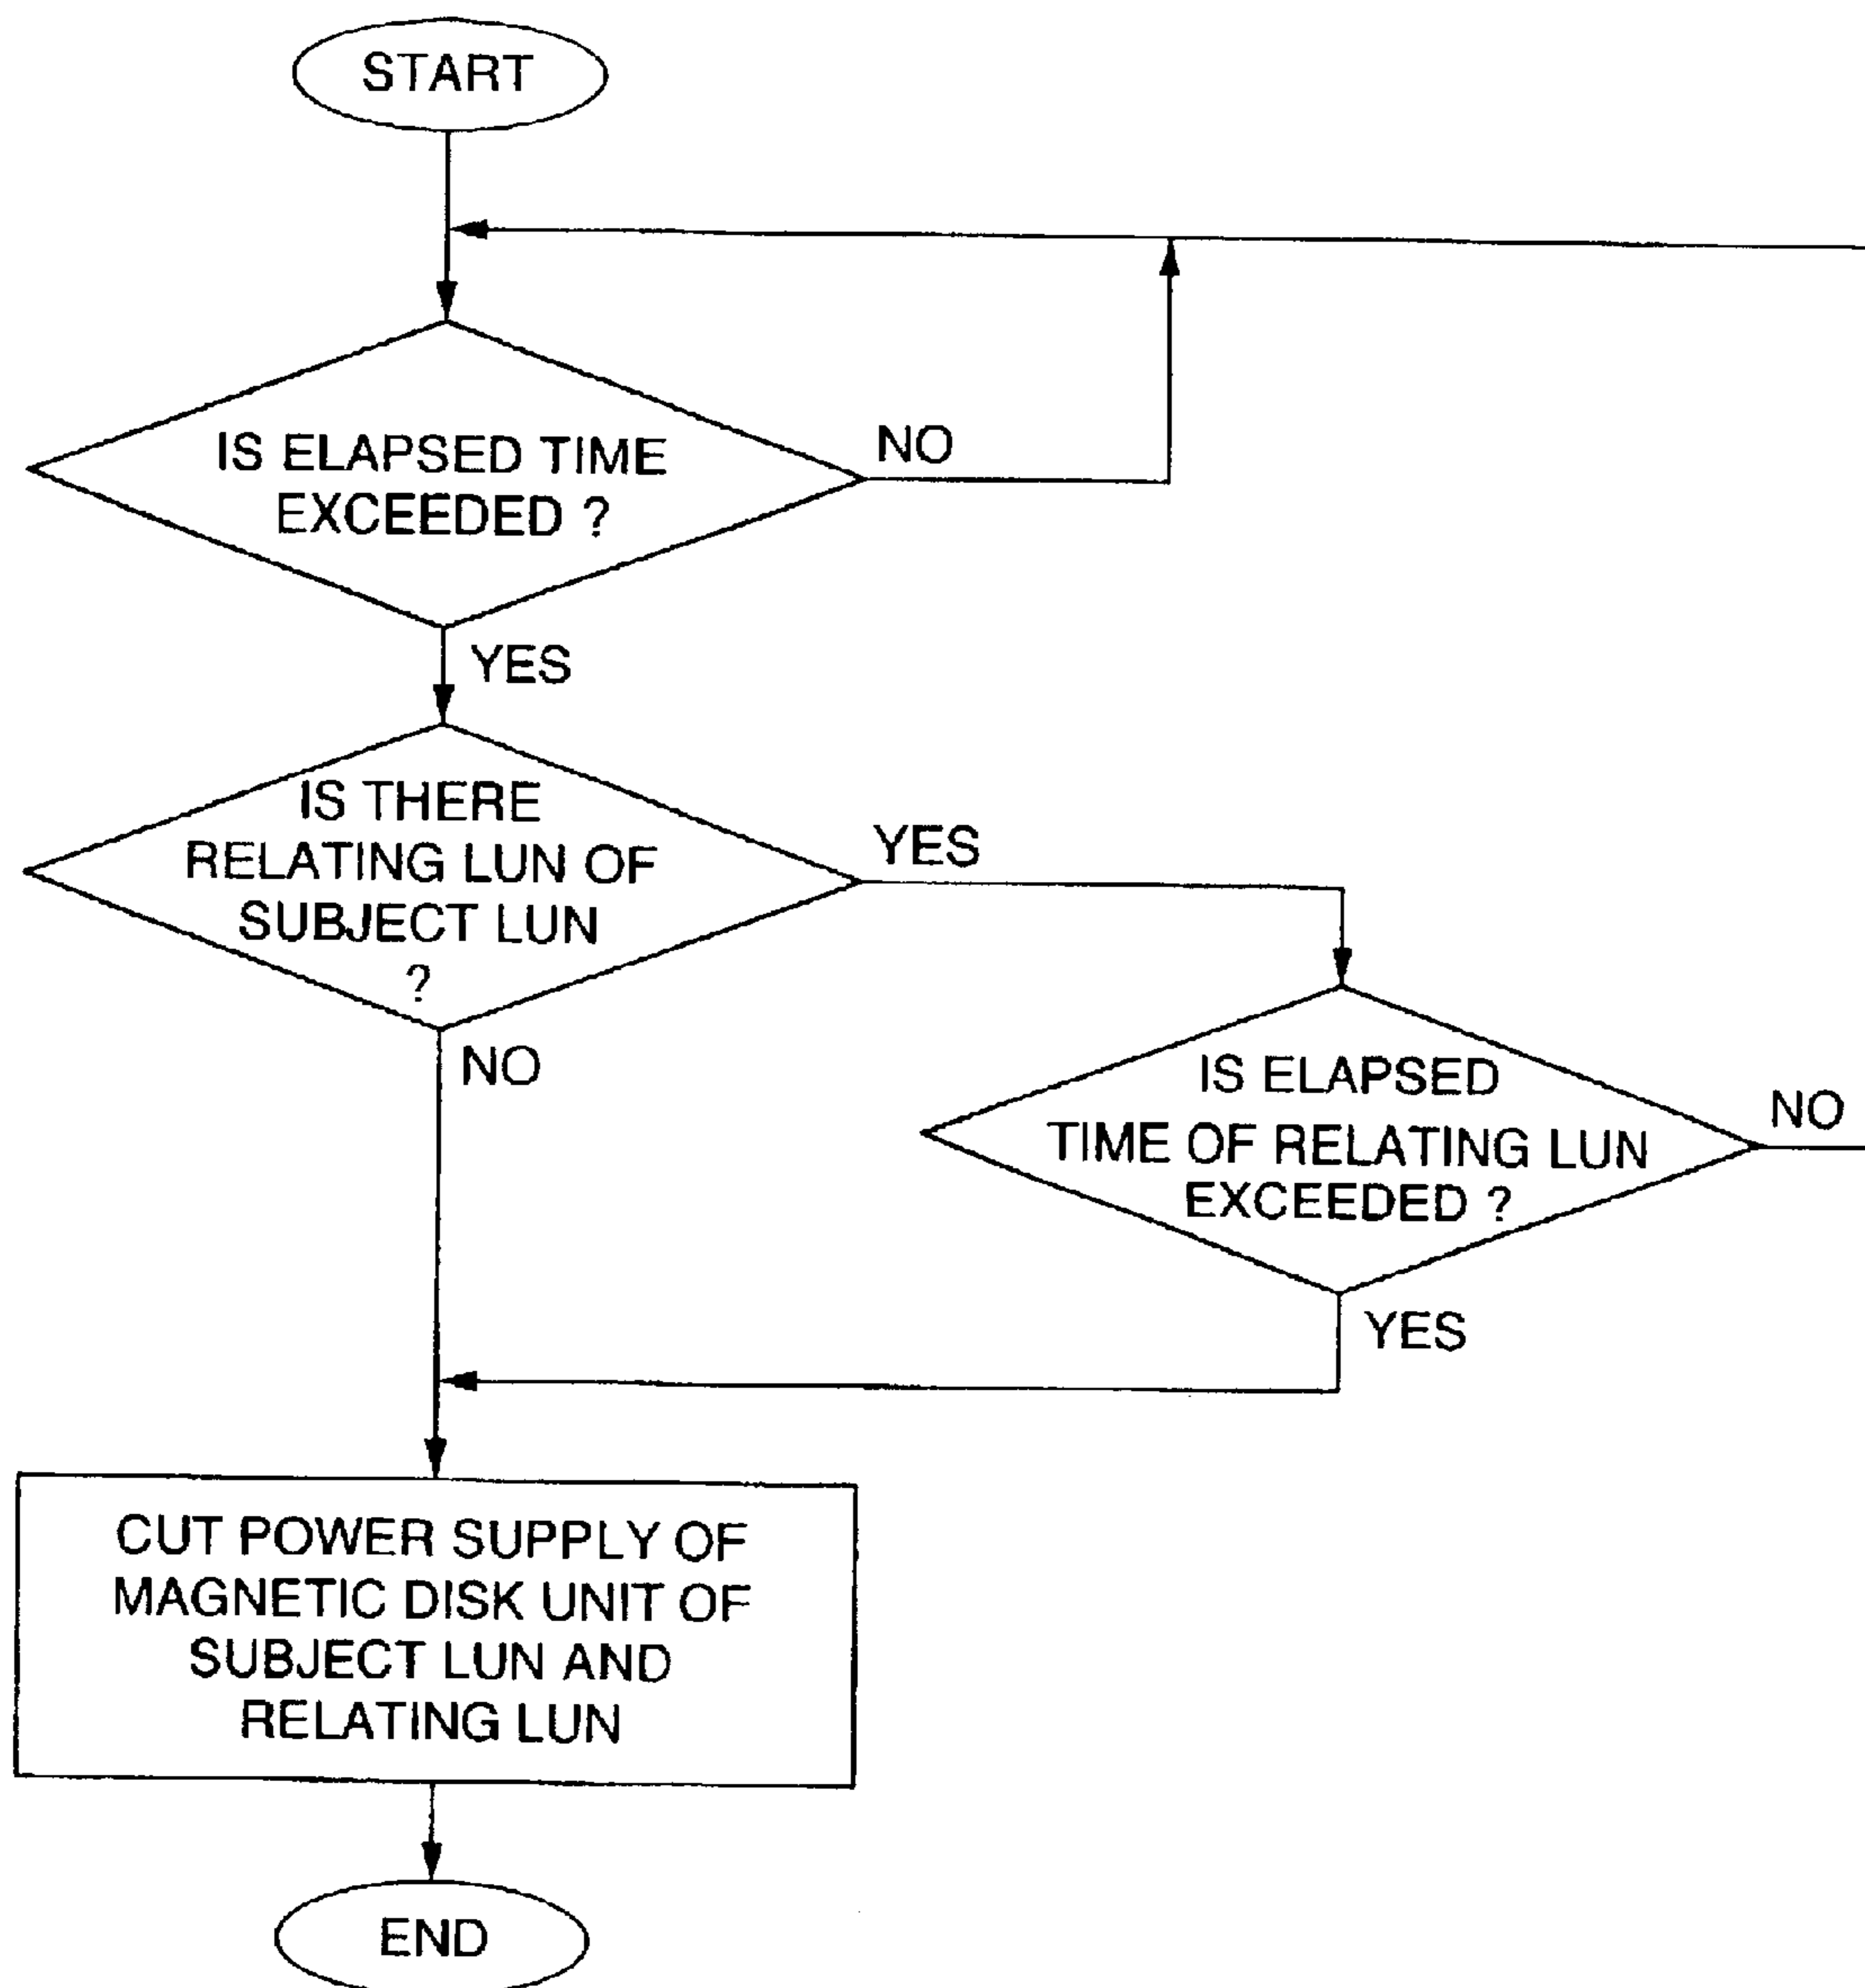 START
IS ELAPSED TIME
EXCEEDED ?
NO
YES
IS THERE
RELATING LUN OF
SUBJECT LUN
?
YES
NO
IS ELAPSED
TIME OF RELATING LUN
EXCEEDED ?
NO
YES
CUT POWER SUPPLY OF
MAGNETIC DISK UNIT OF
SUBJECT LUN AND
RELATING LUN
END